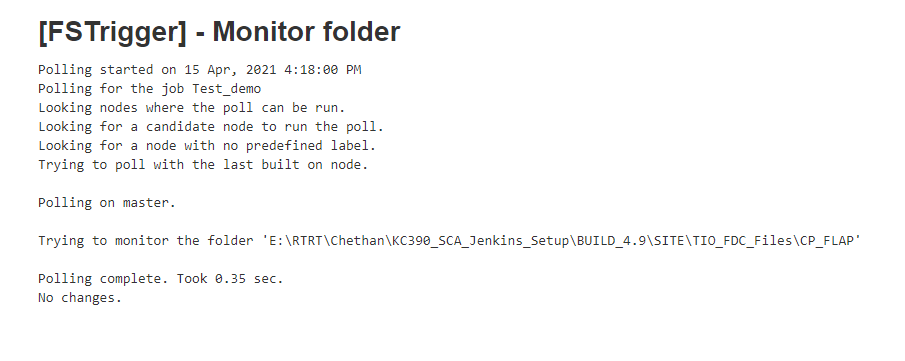 [FSTrigger] - Monitor folder
Polling started on 15 Apr, 2021 4:18:00 PM
Polling for the job Test_demo
Looking nodes where the poll can be run.
Looking for a candidate node to run the poll.
Looking for a node with no predefined label.
Trying to poll with the last built on node.
Polling on master.
Trying to monitor the folder 'E:\RTRT\Chethan\KC390_SCA_Jenkins_Setup\BUILD_4.9\SITE\TIO_FDC_Files\CP_FLAP'
Polling complete. Took 0.35 sec.
No changes.